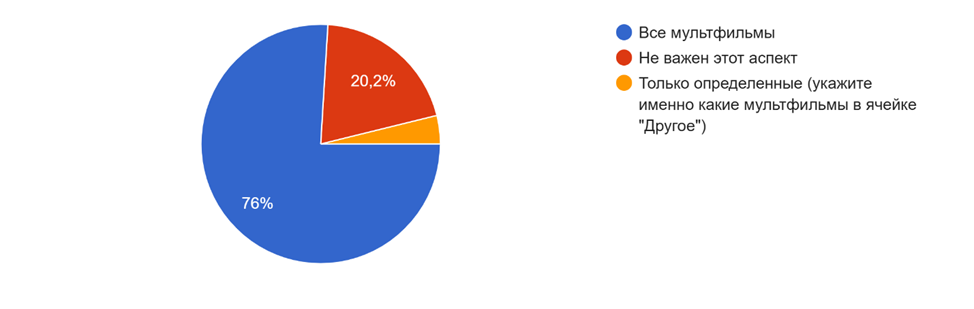 Все мультфильмы
20,2%
Не важен этот аспект
Только определенные (укажите
именно какие мультфильмы в ячейке
"Другое")
76%